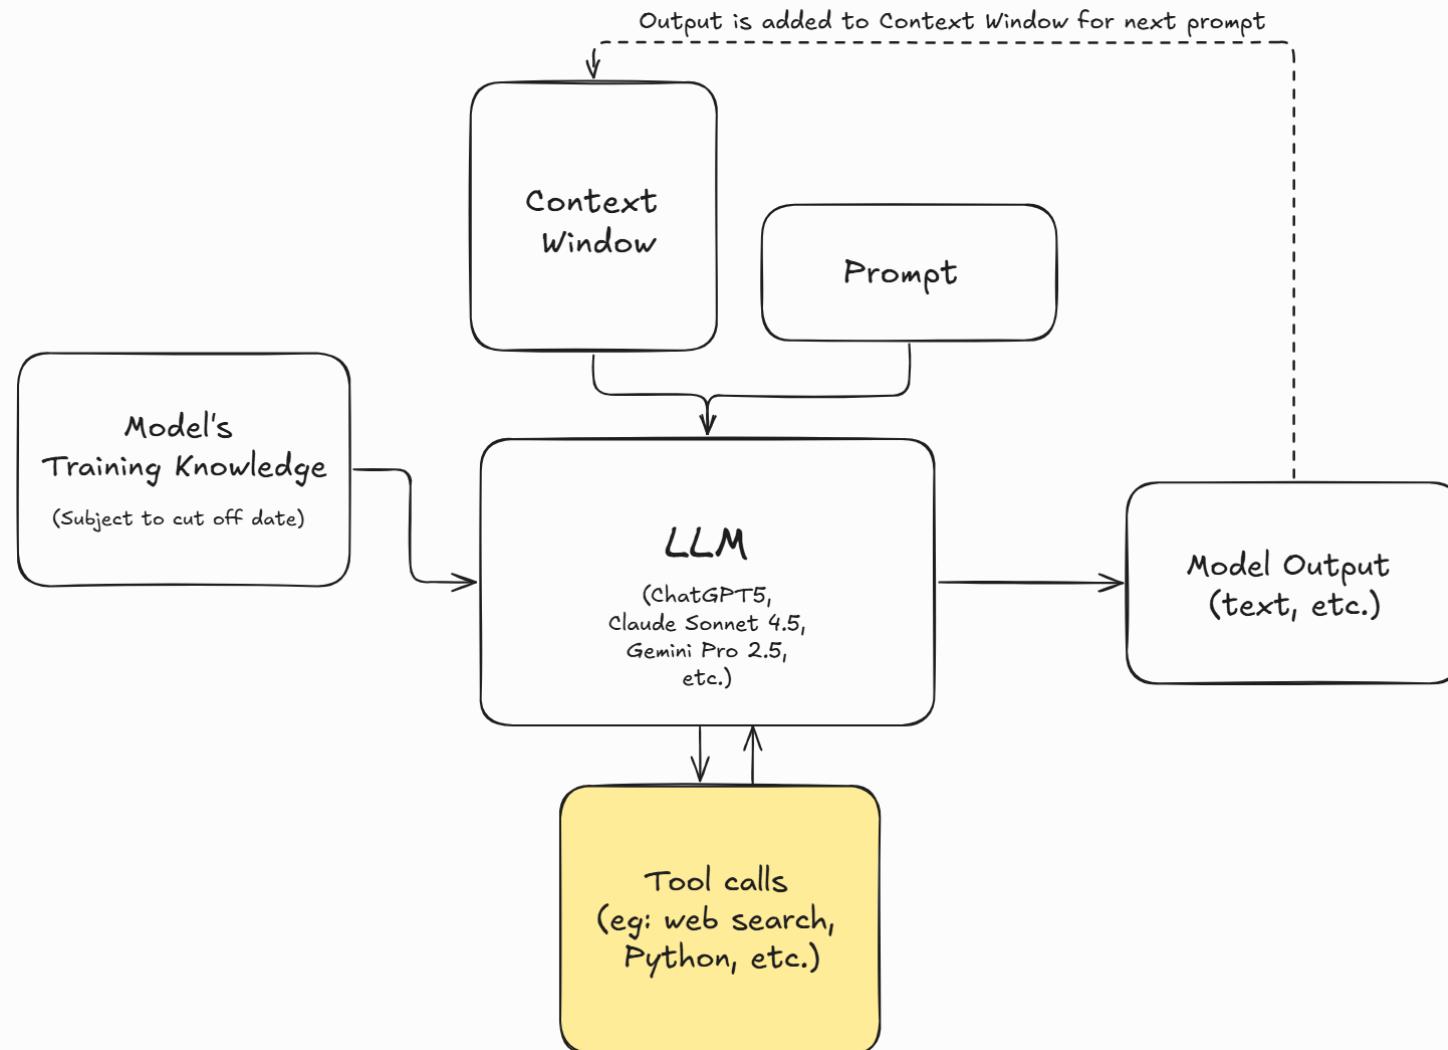 Output is added to Context Window for next prompt
Context
Window
Prompt
Model's
Training Knowledge
(Subject to cut off date)
LLM
(ChatGPT5,
Claude Sonnet 4.5,
Gemini Pro 2.5,
etc.)
Model Output
(text, etc.)
Tool calls
(eg: web search,
Python, etc.)